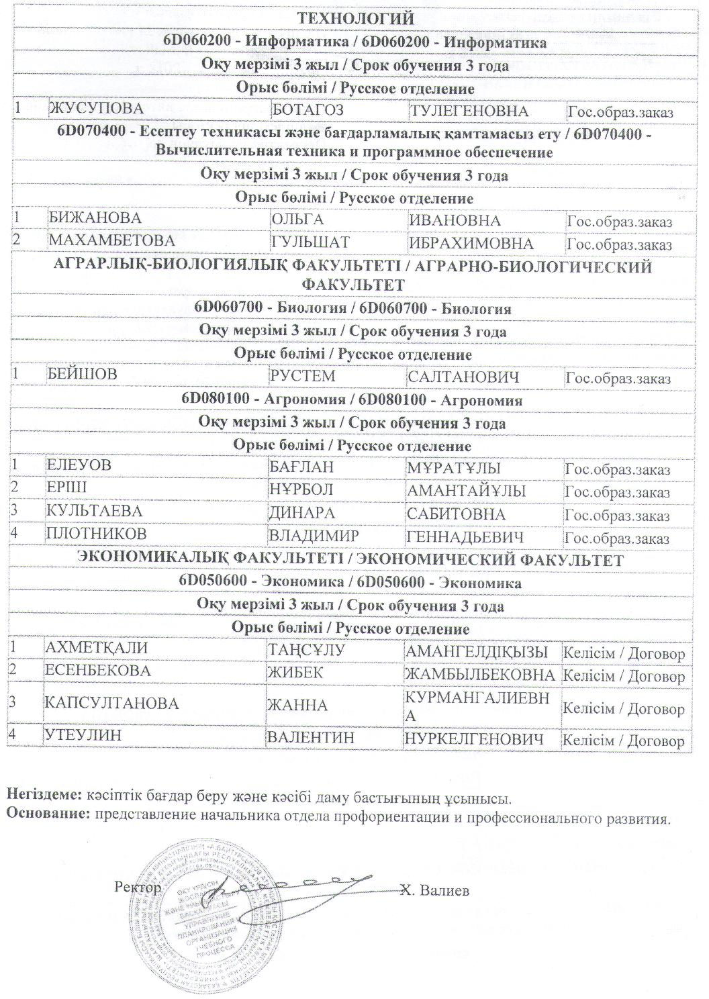 ТЕХНОЛОГИЙ
6D060200 - Информатика / 6D060200 - Информатика
Оқу мерзімі 3 жыл / Срок обучения 3 года
Орыс бөлімі / Русское отделение
1 ЖУСУПОВА БОТАГОЗ ТУЛЕГЕНОВНА Гос.образ.заказ
6D070400 - Есептеу техникасы және бағдарламалық қамтамасыз ету / 6D070400 -
Вычислительная техника и программное обеспечение
Оқу мерзімі 3 жыл / Срок обучения 3 года
Орыс бөлімі / Русское отделение
1 БИЖАНОВА ОЛЬГА ИВАНОВНА Гос.образ.заказ
2 МАХАМБЕТОВА ГУЛЬШАТ ИБРАХИМОВНА Гос.образ.заказ
АГРАРЛЫҚ-БИОЛОГИЯЛЫҚ ФАКУЛЬТЕТІ / АГРАРНО-БИОЛОГИЧЕСКИЙ
ФАКУЛЬТЕТ
6D060700 - Биология / 6D060700 - Биология
Оқу мерзімі 3 жыл / Срок обучения 3 года
Орыс бөлімі / Русское отделение
1 БЕЙШОВ РУСТЕМ САЛТАНОВИЧ Гос.образ.заказ
6D080100 - Агрономия / 6D080100 - Агрономия
Оқу мерзімі 3 жыл / Срок обучения 3 года
Орыс бөлімі / Русское отделение
1 ЕЛЕУОВ БАҒЛАН МҰРАТҰЛЫ Гос.образ.заказ
2 ЕРІШ НҰРБОЛ АМАНТАЙҰЛЫ Гос.образ.заказ
3 КУЛЬТАЕВА ДИНАРА САБИТОВНА Гос.образ.заказ
4 ПЛОТНИКОВ ВЛАДИМИР ГЕННАДЬЕВИЧ Гос.образ.заказ
ЭКОНОМИКАЛЫҚ ФАКУЛЬТЕТІ / ЭКОНОМИЧЕСКИЙ ФАКУЛЬТЕТ
6D050600 - Экономика / 6D050600 - Экономика
Оқу мерзімі 3 жыл / Срок обучения 3 года
Орыс бөлімі / Русское отделение
1 АХМЕТҚАЛИ ТАҢСҰЛУ АМАНГЕЛДІҚЫЗЫ Келісім / Договор
2 ЕСЕНБЕКОВА ЖИБЕК ЖАМБЫЛБЕКОВНА Келісім / Договор
3 КАПСУЛТАНОВА ЖАННА КУРМАНГАЛИЕВН
А Келісім / Договор
4 УТЕУЛИН ВАЛЕНТИН НУРКЕЛГЕНОВИЧ Келісім / Договор
Негіздеме: кәсіптік бағдар беру және кәсібі даму бастығының ұсынысы.
Основание: представление начальника отдела профориентации и профессионального развития.
Ректор Х. Валиев
ОҚУ ҮРДІСІН
ЖОСПАРЛАУ
ЖӘНЕ ҰЙЫМДАСТЫРУ
БАСҚАРМАСЫ
УПРАВЛЕНИЕ
ПЛАНИРОВАНИЯ И
ОРГАНИЗАЦИИ
УЧЕБНОГО
ПРОЦЕССА